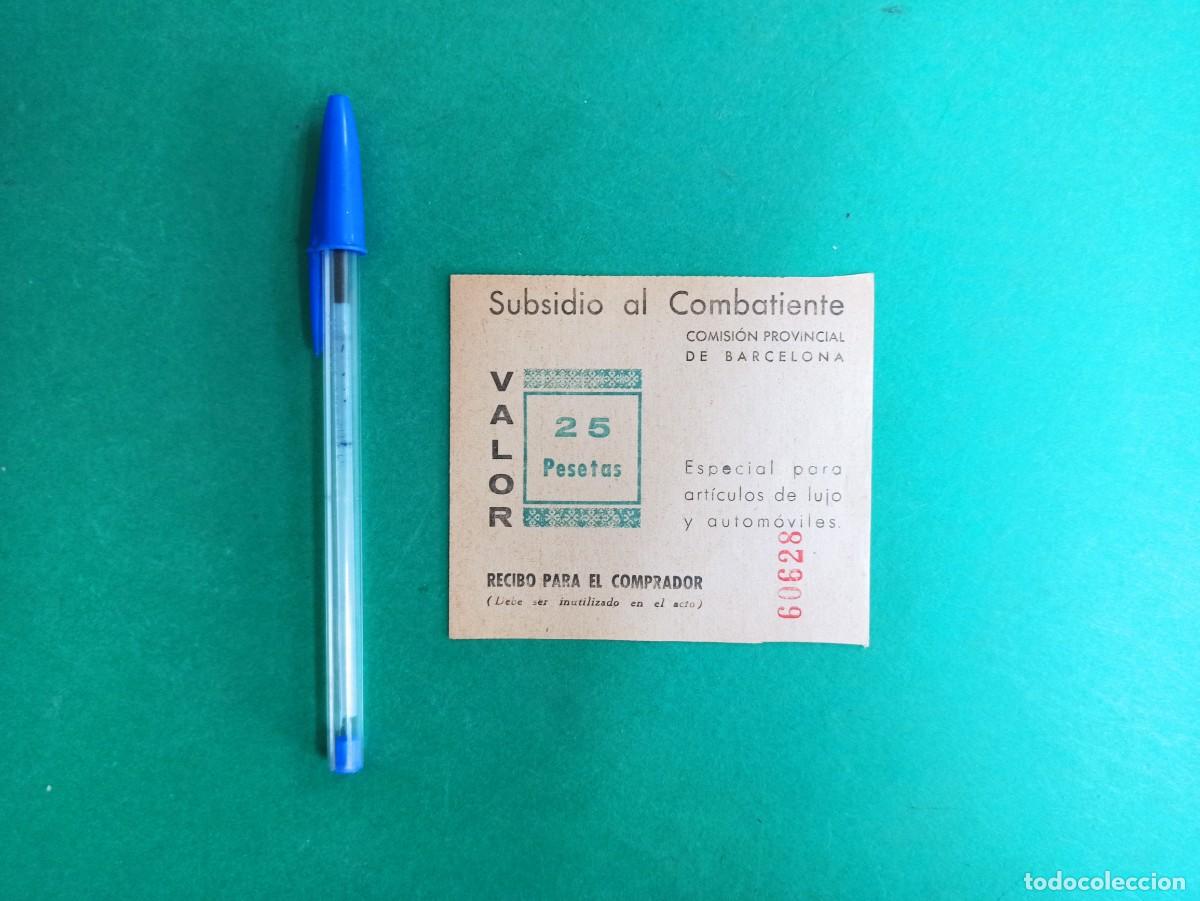 Subsidio al Combatiente
COMISIÓN PROVINCIAL
DE BARCELONA
VALOR
25
Pesetas
Especial para
artículos de lujo
y automóviles.
60628
RECIBO PARA EL COMPRADOR
(Debe ser inutilizado en el acto)
todocoleccion